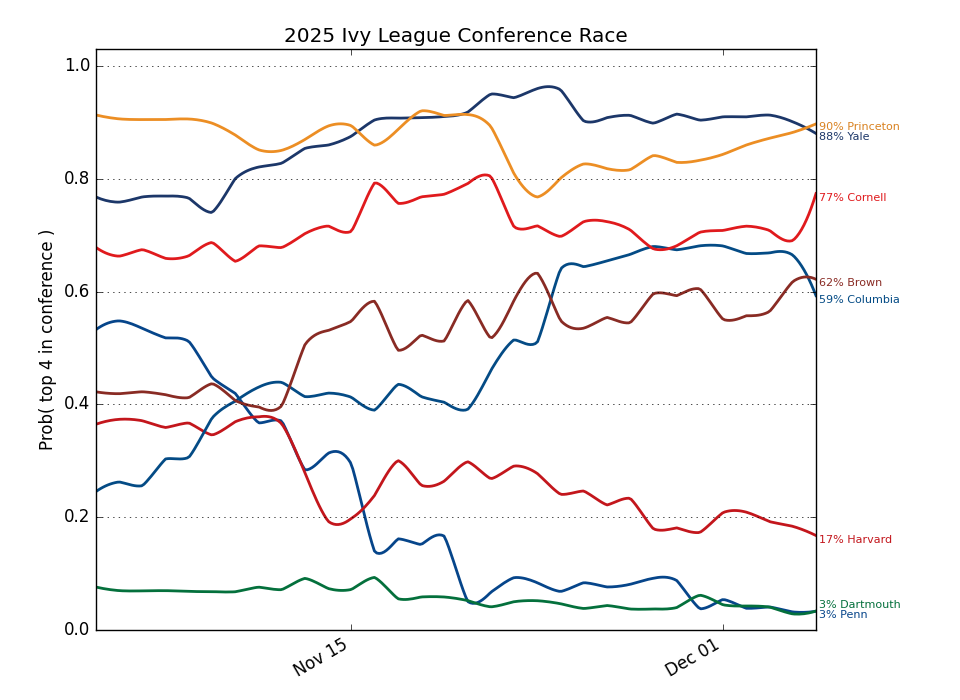 2025 Ivy League Conference Race
Prob( top 4 in conference )
1.0
0.8
0.6
0.4
0.2
0.0
Nov 15
Dec 01
90% Princeton
88% Yale
77% Cornell
62% Brown
59% Columbia
17% Harvard
3% Dartmouth
3% Penn